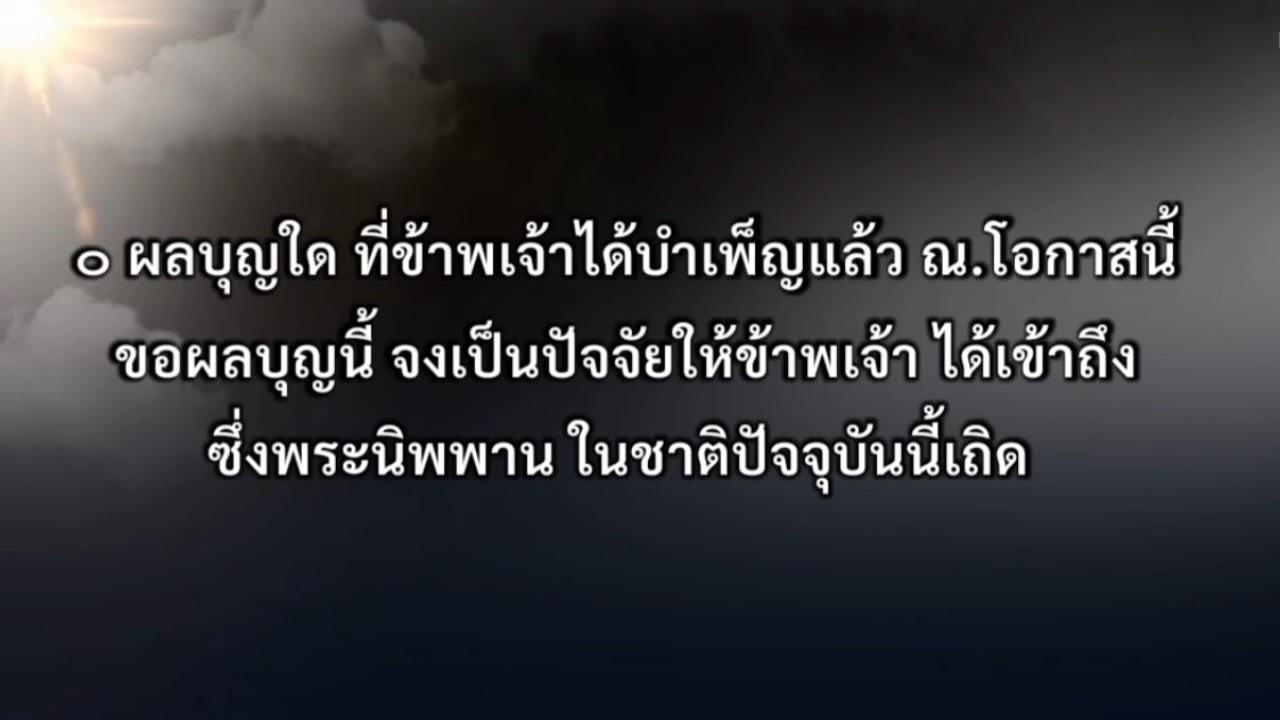 ๐ ผลบุญใด ที่ข้าพเจ้าได้บำเพ็ญแล้ว ณ.โอกาสนี้
ขอผลบุญนี้ จงเป็นปัจจัยให้ข้าพเจ้า ได้เข้าถึง
ซึ่งพระนิพพาน ในชาติปัจจุบันนี้เถิด